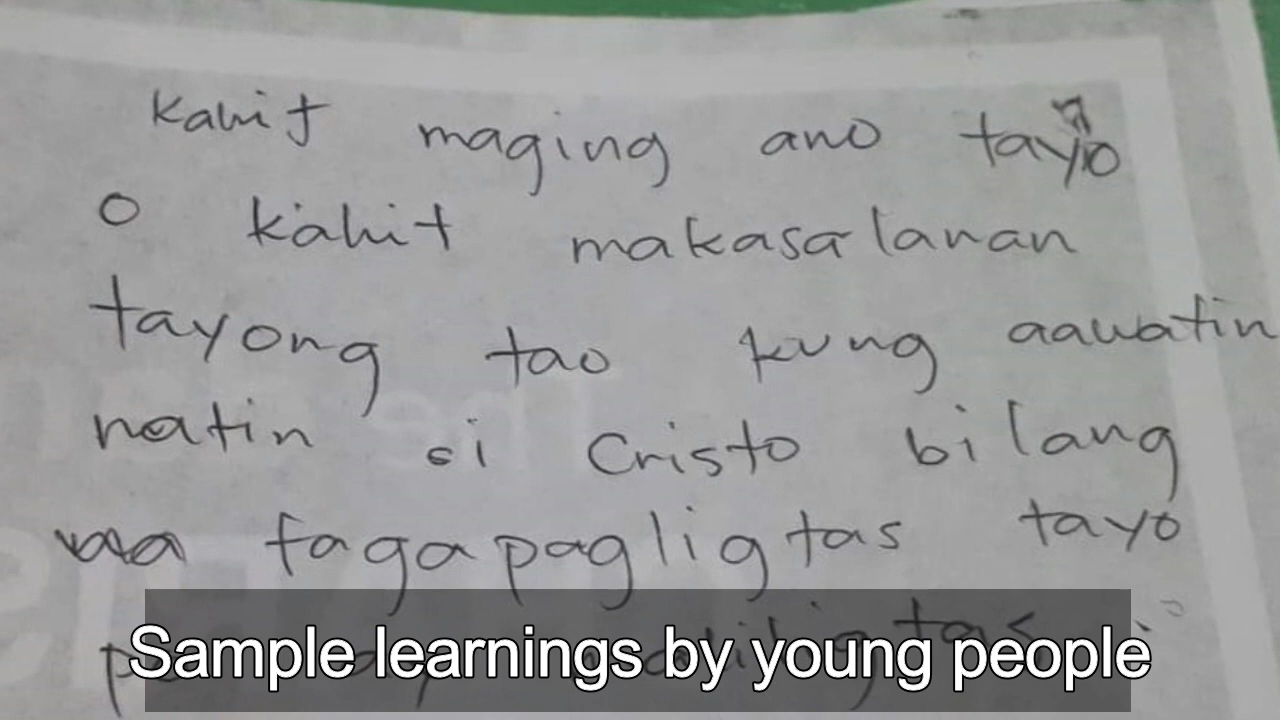 kahit maging ano tayo
o kahit makasalanan
tayong tao kung aawatin
natin si Cristo bilang
tagapagligtas tayo
Sample learnings by young people